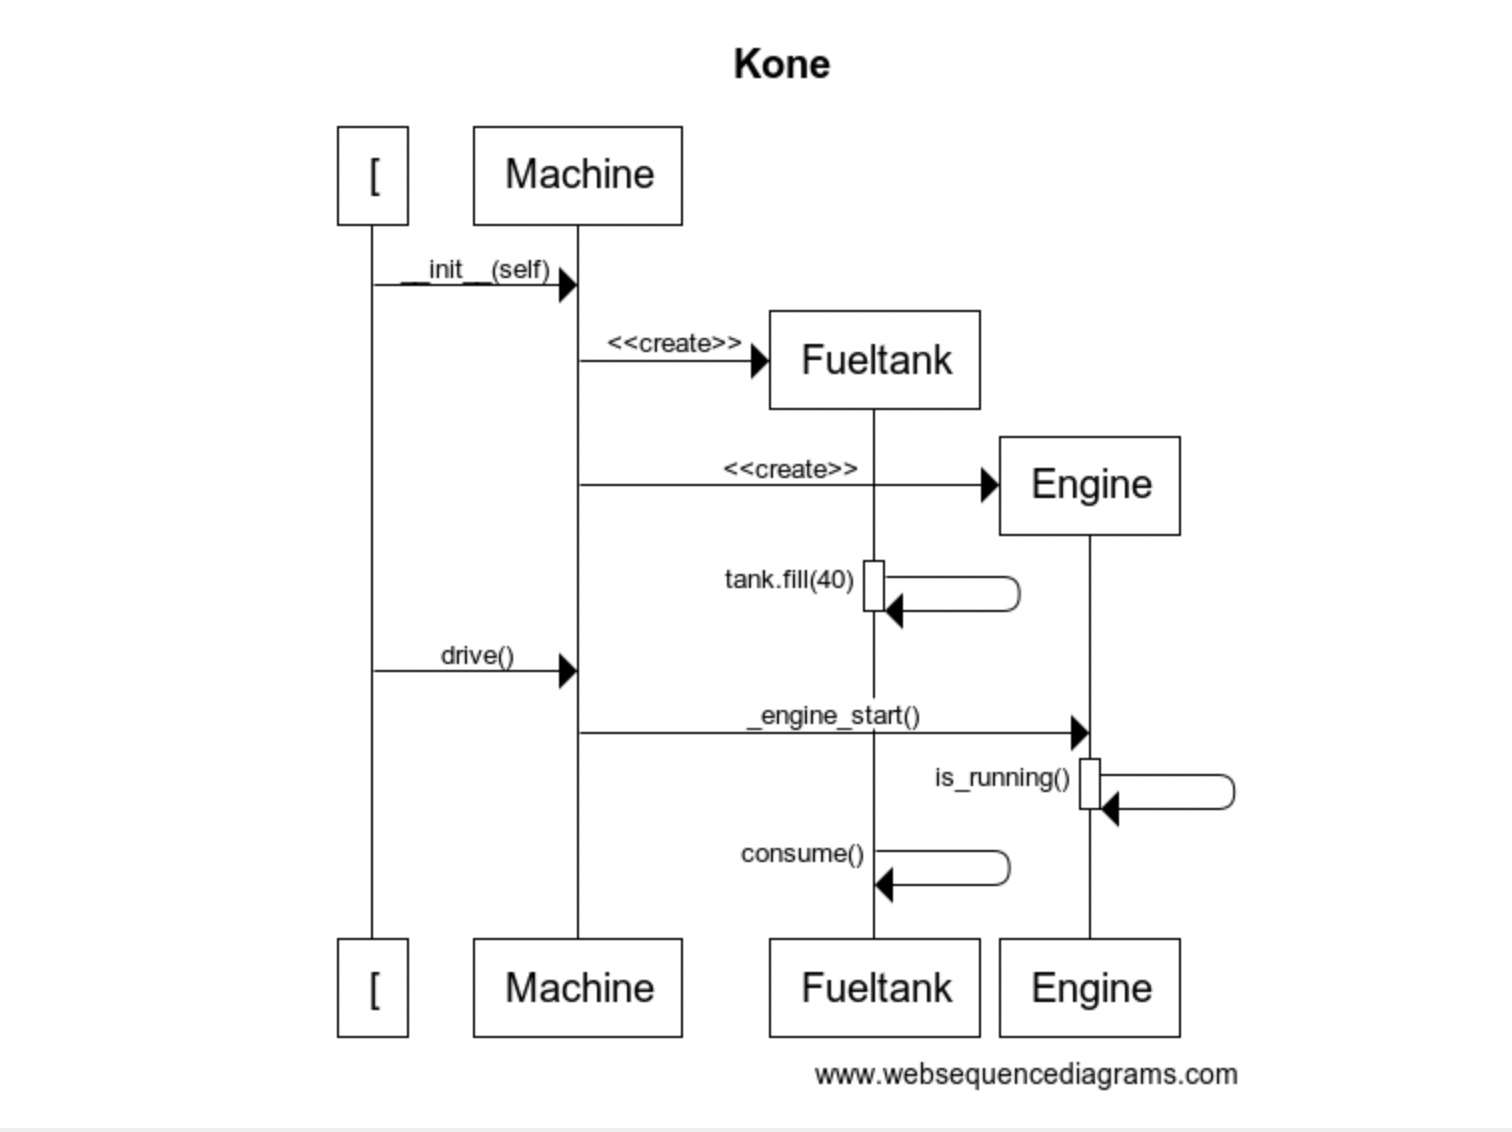 Kone
[
Machine
__init__(self)
<<create>>
Fueltank
<<create>>
Engine
tank.fill(40)
drive()
_engine_start()
is_running()
consume()
[
Machine
Fueltank
Engine
www.websequencediagrams.com